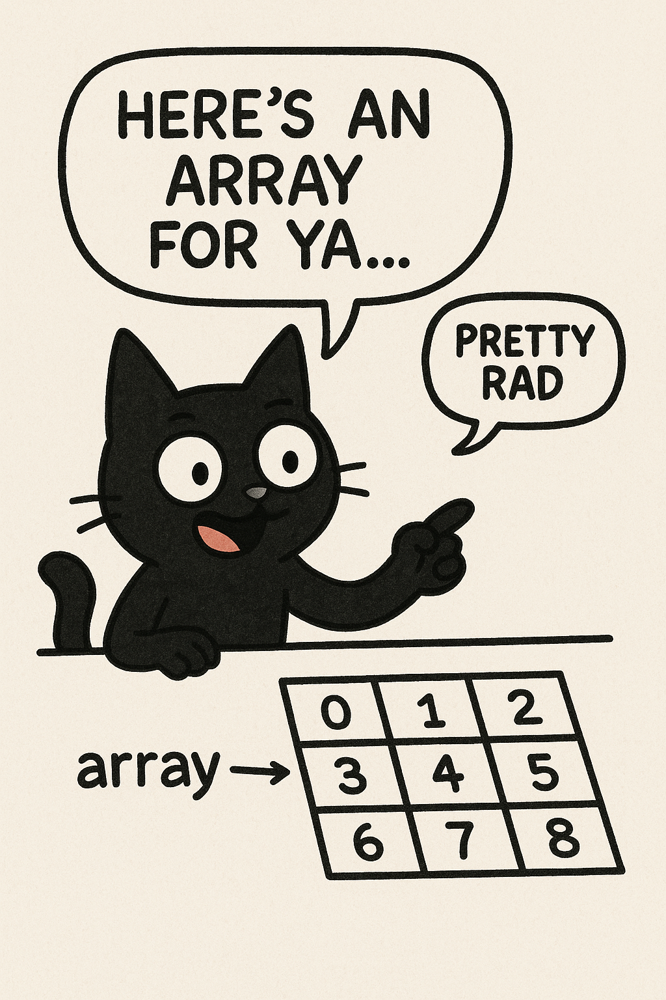 HERE’S AN
ARRAY
FOR YA...
PRETTY
RAD
0 1 2
array → 3 4 5
6 7 8